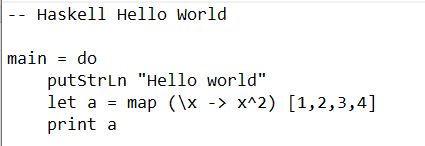 -- Haskell Hello World

main = do
    putStrLn "Hello world"
    let a = map (\x -> x^2) [1,2,3,4]
    print a